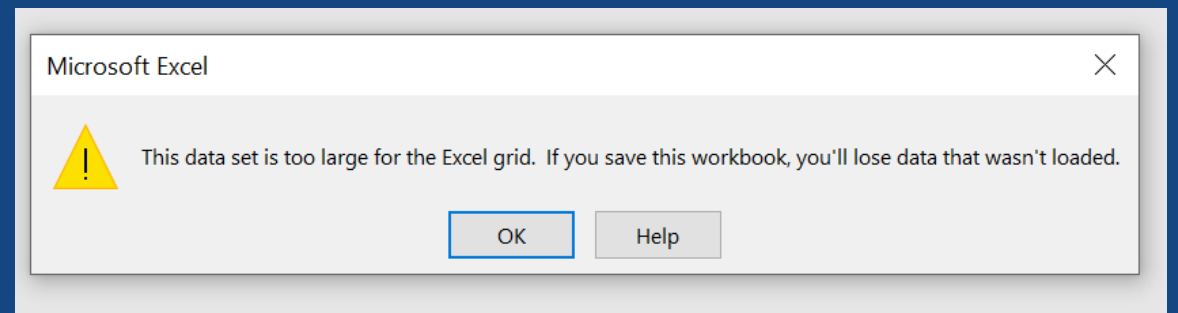 Microsoft Excel
This data set is too large for the Excel grid.  If you save this workbook, you'll lose data that wasn't loaded.
OK Help